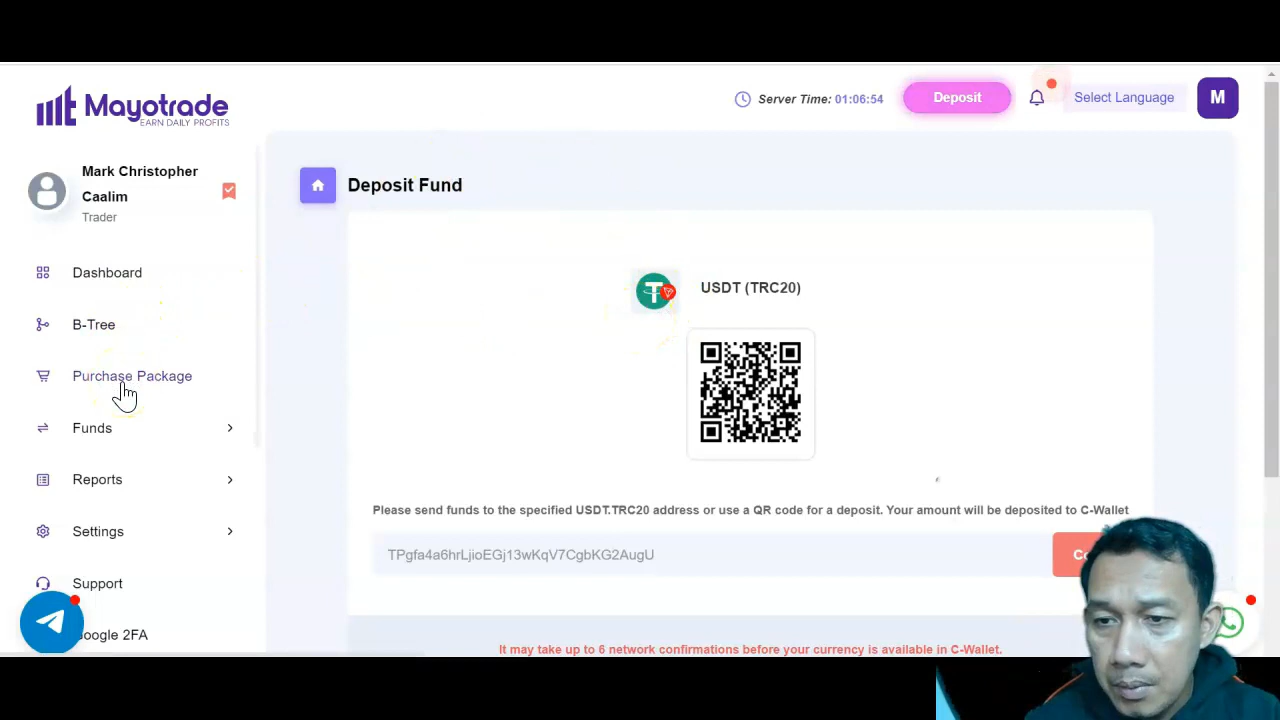 Mayotrade
EARN DAILY PROFITS
Server Time: 01:06:54
Deposit
Select Language
M
Mark Christopher
Caalim
Trader
Dashboard
B-Tree
Purchase Package
Funds
Reports
Settings
Support
oogle 2FA
Deposit Fund
USDT (TRC20)
Please send funds to the specified USDT.TRC20 address or use a QR code for a deposit. Your amount will be deposited to C-Wallet
TPgfa4a6hrLjioEGj13wKqV7CgbKG2AugU
Co
It may take up to 6 network confirmations before your currency is available in C-Wallet.